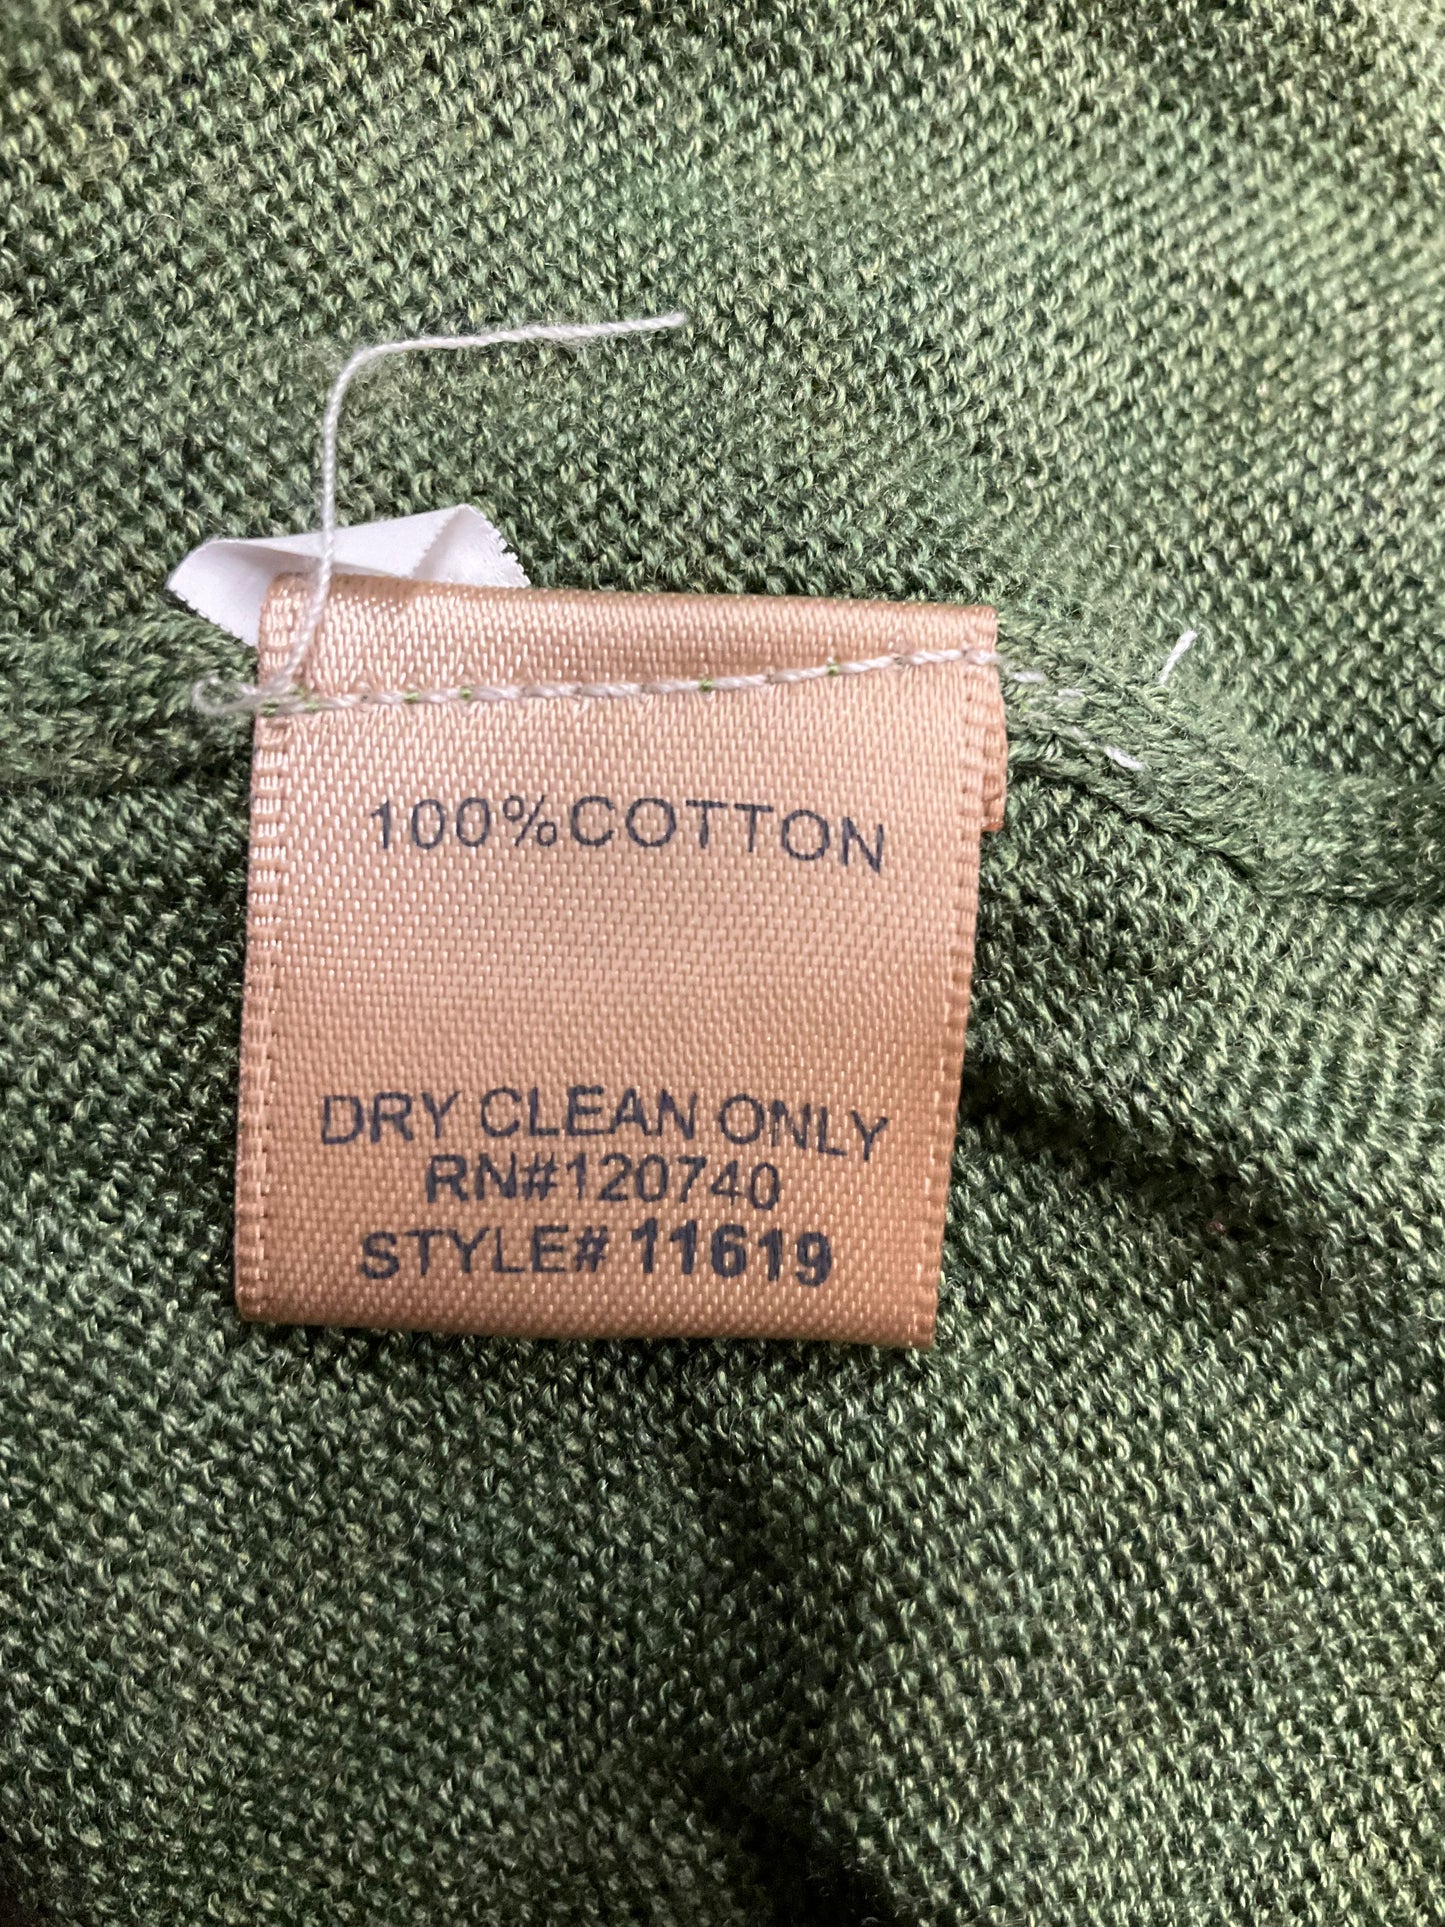 100%COTTON
DRY CLEAN ONLY
RN#120740
STYLE# 11619